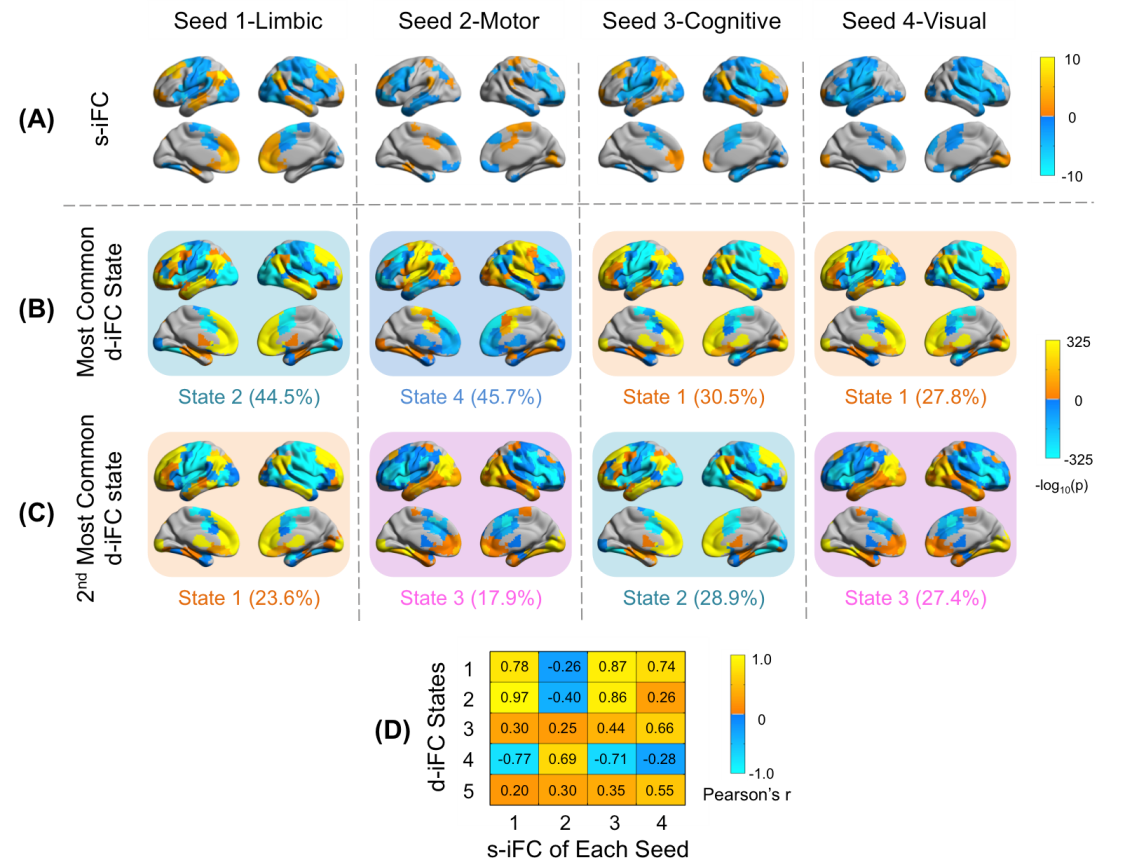 Seed 1-Limbic Seed 2-Motor Seed 3-Cognitive Seed 4-Visual
(A)
s-iFC
10
0
-10
(B)
Most Common
d-iFC State
State 2 (44.5%) State 4 (45.7%) State 1 (30.5%) State 1 (27.8%)
325
0
-325
-log10(p)
(C)
2nd Most Common
d-iFC state
State 1 (23.6%) State 3 (17.9%) State 2 (28.9%) State 3 (27.4%)
(D)
d-iFC States
1 0.78 -0.26 0.87 0.74
2 0.97 -0.40 0.86 0.26
3 0.30 0.25 0.44 0.66
4 -0.77 0.69 -0.71 -0.28
5 0.20 0.30 0.35 0.55
1 2 3 4
s-iFC of Each Seed
1.0
0
-1.0
Pearson's r